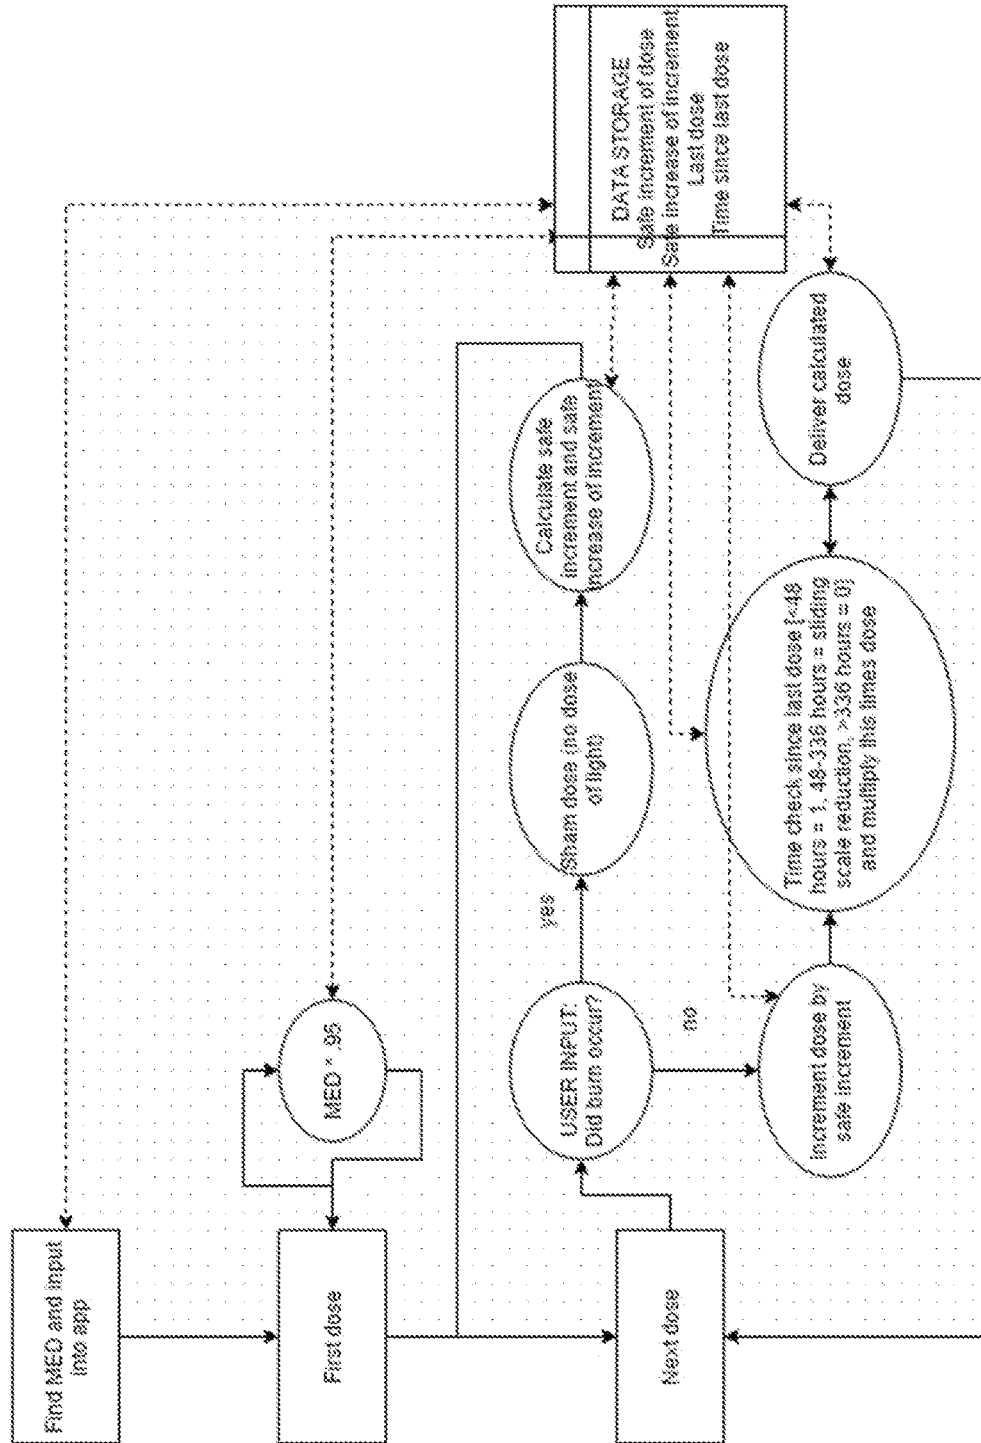 Find MED and input
into app
First dose
MED * .95
Next dose
USER INPUT:
Did burn occur?
yes
no
Sham dose (no dose
of light)
Calculate safe
increment and safe
increase of increment
Increment dose by
safe increment
Time check since last dose [<48
hours = 1, 48-336 hours = sliding
scale reduction, >336 hours = 0]
and multiply this times dose
Deliver calculated
dose
DATA STORAGE
Safe increment of dose
Safe increase of increment
Last dose
Time since last dose